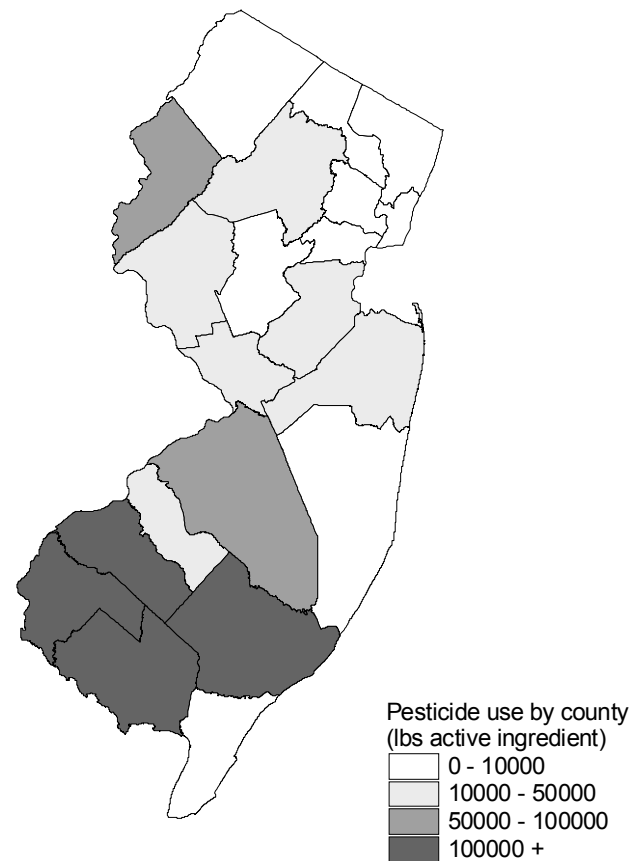 Pesticide use by county
(lbs active ingredient)
0 - 10000
10000 - 50000
50000 - 100000
100000 +